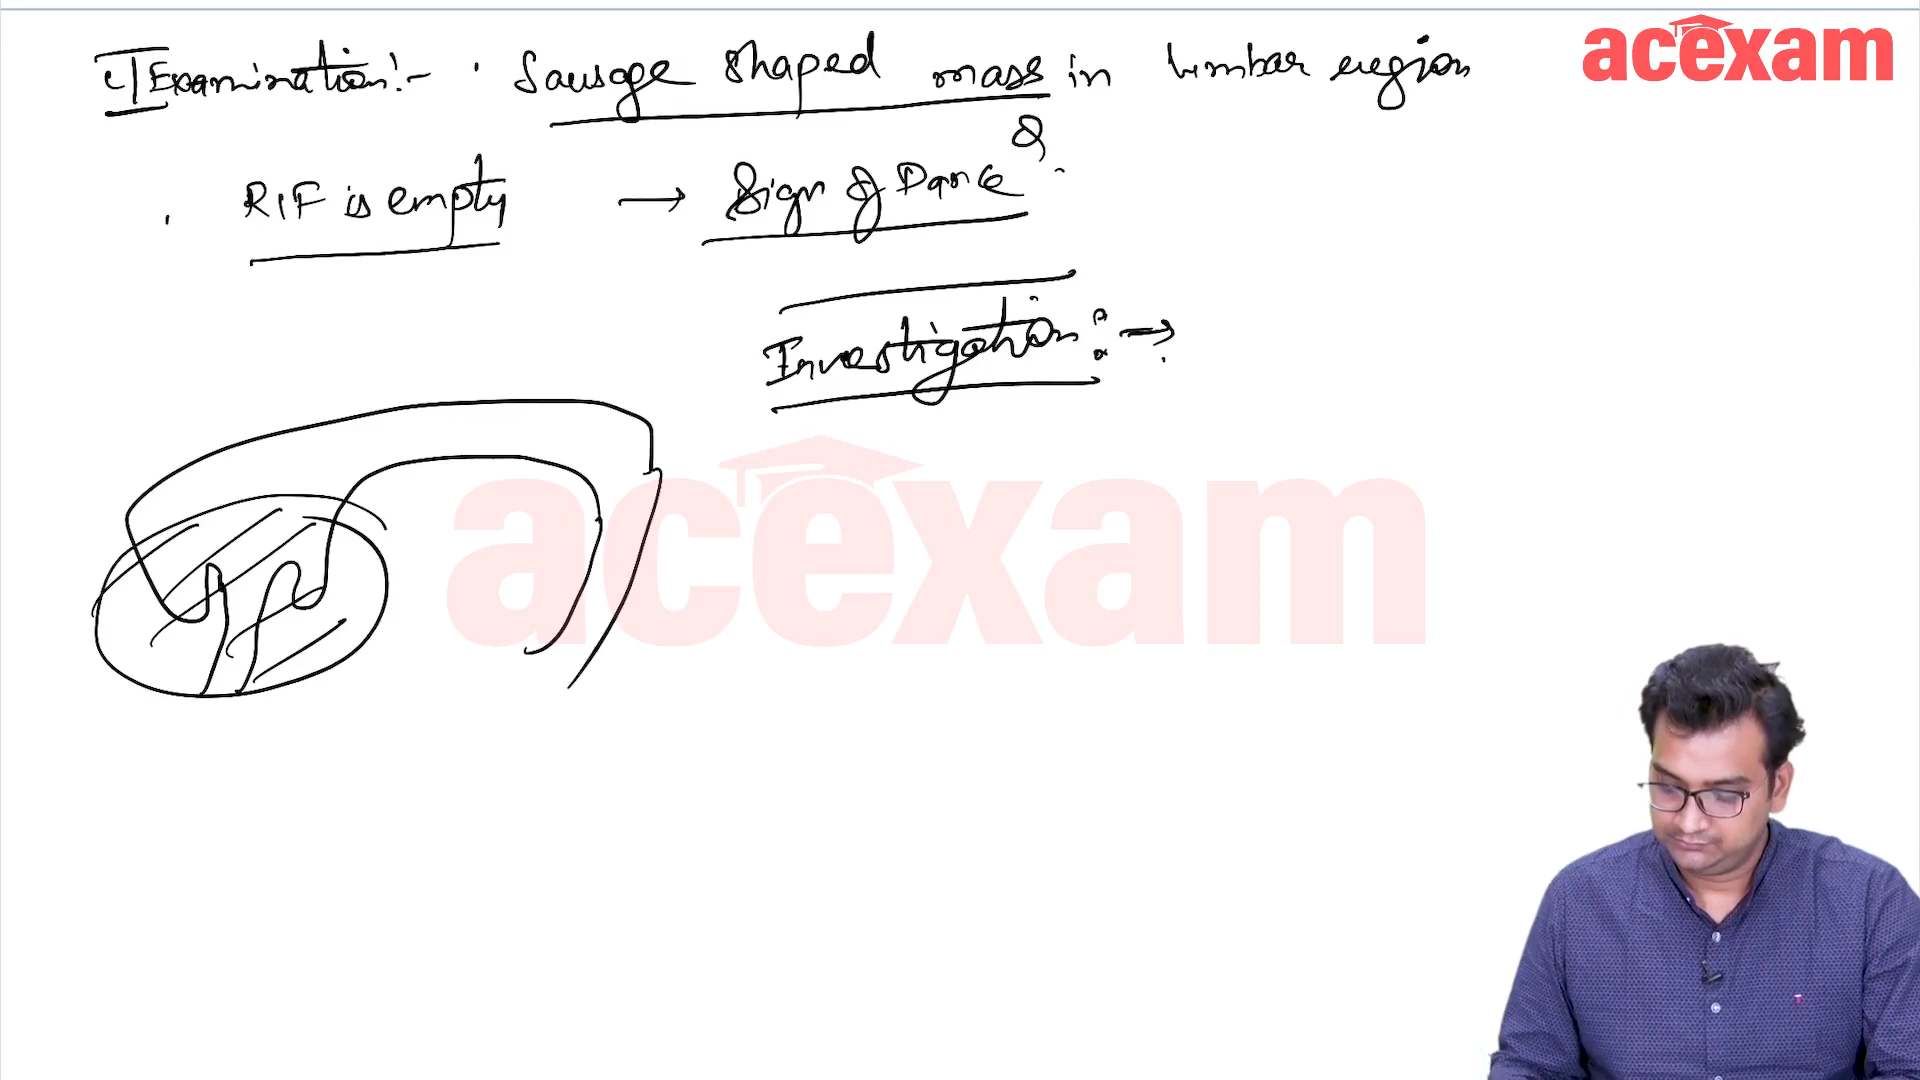 acexam
c] Examination:- · Sausage shaped mass in lumbar region
· RIF is empty → Sign of Dance
Investigation: →
acexam